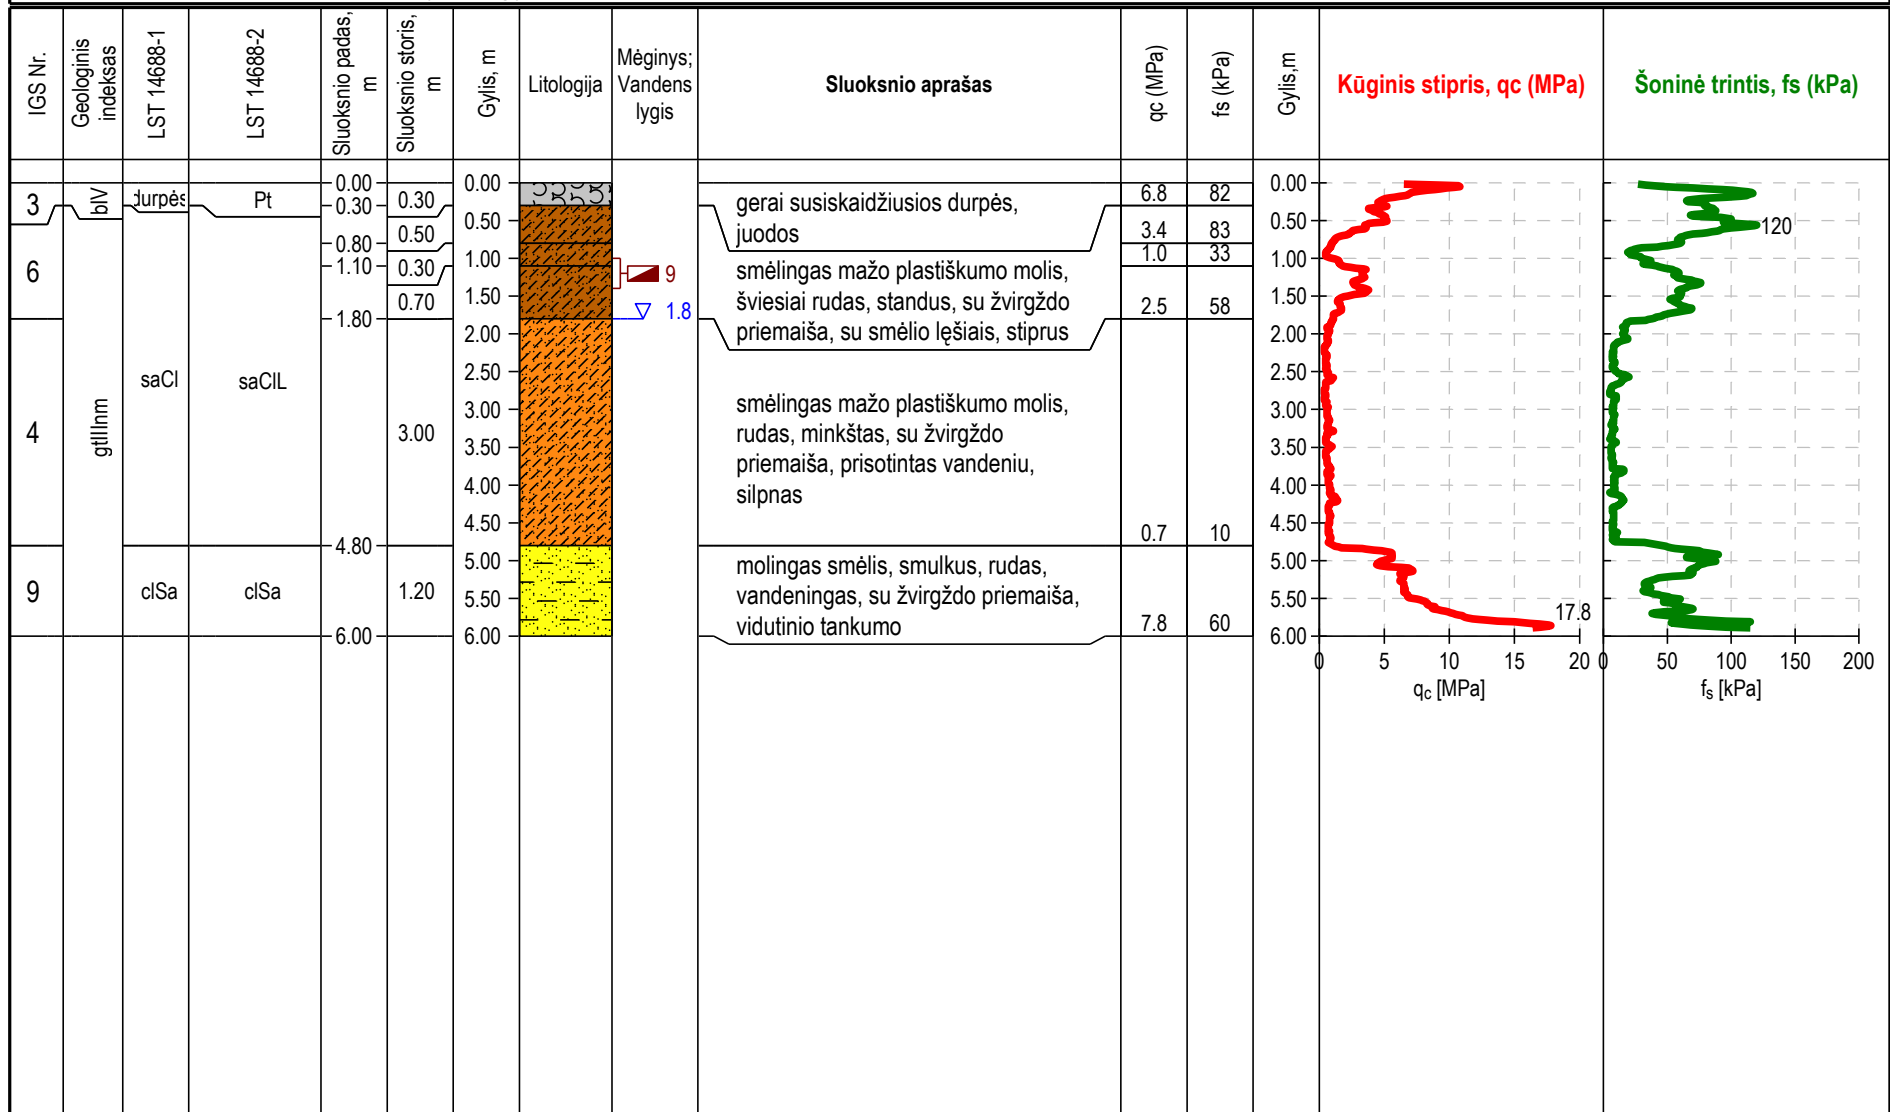 IGS Nr.
Geologinis indeksas
LST 14688-1
LST 14688-2
Sluoksnio padas, m
Sluoksnio storis, m
Gylis, m
Litologija
Mėginys;
Vandens
lygis
Sluoksnio aprašas
qc (MPa)
fs (kPa)
Gylis,m
Kūginis stipris, qc (MPa)
Šoninė trintis, fs (kPa)
3
6
4
9
bIV
gtIIInm
durpės
saCl
clSa
Pt
saClL
clSa
0.00
0.30
0.80
1.10
1.80
4.80
6.00
0.30
0.50
0.30
0.70
3.00
1.20
0.00
0.50
1.00
1.50
2.00
2.50
3.00
3.50
4.00
4.50
5.00
5.50
6.00
9
1.8
gerai susiskaidžiusios durpės,
juodos
smėlingas mažo plastiškumo molis,
šviesiai rudas, standus, su žvirgždo
priemaiša, su smėlio lęšiais, stiprus
smėlingas mažo plastiškumo molis,
rudas, minkštas, su žvirgždo
priemaiša, prisotintas vandeniu,
silpnas
molingas smėlis, smulkus, rudas,
vandeningas, su žvirgždo priemaiša,
vidutinio tankumo
6.8 82
3.4 83
1.0 33
2.5 58
0.7 10
7.8 60
0.00
0.50
1.00
1.50
2.00
2.50
3.00
3.50
4.00
4.50
5.00
5.50
6.00
17.8
0 5 10 15 20
qc [MPa]
120
0 50 100 150 200
fs [kPa]